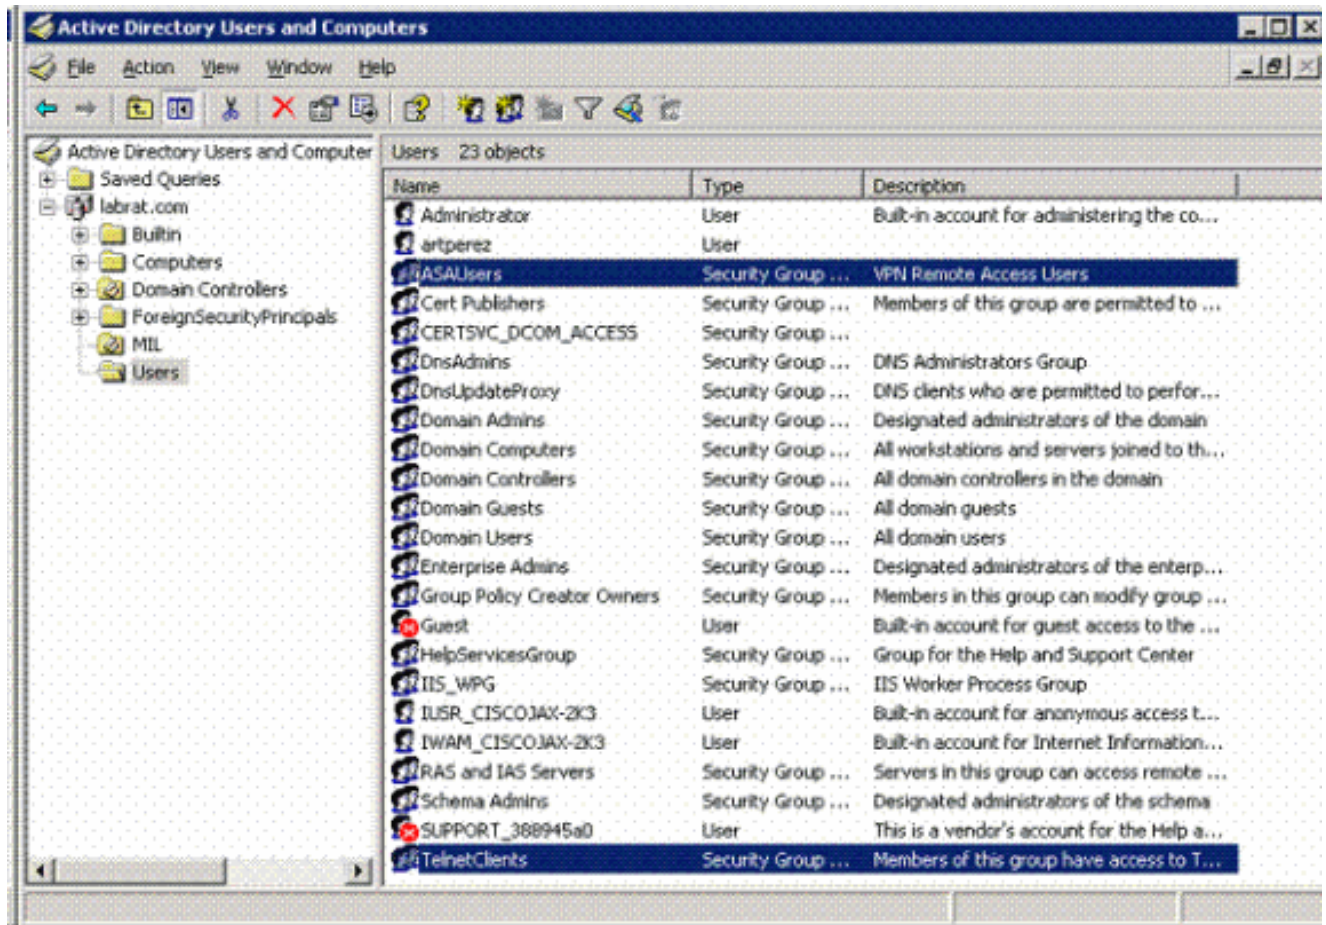 Active Directory Users and Computers
File Action View Window Help
Active Directory Users and Computer
Saved Queries
labrat.com
Builtin
Computers
Domain Controllers
ForeignSecurityPrincipals
MIL
Users
Users 23 objects
Name Type Description
Administrator User Built-in account for administering the co...
artperez User
ASAUsers Security Group ... VPN Remote Access Users
Cert Publishers Security Group ... Members of this group are permitted to ...
CERTSVC_DCOM_ACCESS Security Group ...
DnsAdmins Security Group ... DNS Administrators Group
DnsUpdateProxy Security Group ... DNS clients who are permitted to perfor...
Domain Admins Security Group ... Designated administrators of the domain
Domain Computers Security Group ... All workstations and servers joined to th...
Domain Controllers Security Group ... All domain controllers in the domain
Domain Guests Security Group ... All domain guests
Domain Users Security Group ... All domain users
Enterprise Admins Security Group ... Designated administrators of the enterp...
Group Policy Creator Owners Security Group ... Members in this group can modify group ...
Guest User Built-in account for guest access to the ...
HelpServicesGroup Security Group ... Group for the Help and Support Center
IIS_WPG Security Group ... IIS Worker Process Group
IUSR_CISCOJAX-2K3 User Built-in account for anonymous access t...
IWAM_CISCOJAX-2K3 User Built-in account for Internet Information...
RAS and IAS Servers Security Group ... Servers in this group can access remote ...
Schema Admins Security Group ... Designated administrators of the schema
SUPPORT_388945a0 User This is a vendor's account for the Help a...
TelnetClients Security Group ... Members of this group have access to T...